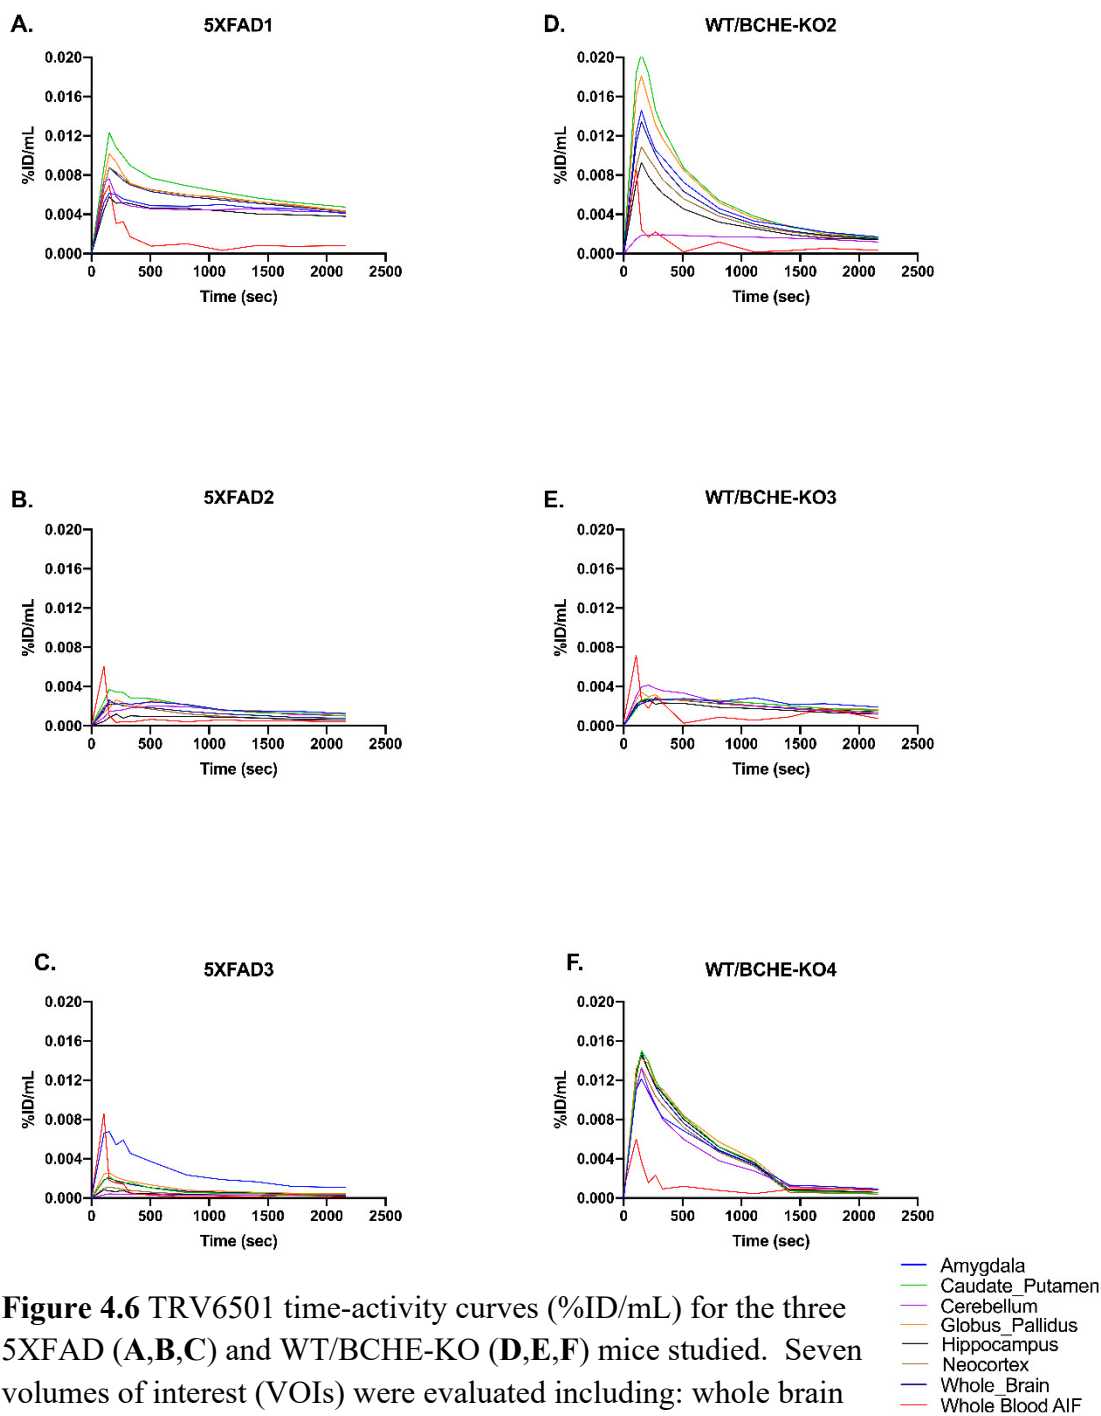 A.
5XFAD1
0.020
0.016
0.012
0.008
0.004
0.000
%ID/mL
0 500 1000 1500 2000 2500
Time (sec)
D.
WT/BCHE-KO2
0.020
0.016
0.012
0.008
0.004
0.000
%ID/mL
0 500 1000 1500 2000 2500
Time (sec)
B.
5XFAD2
0.020
0.016
0.012
0.008
0.004
0.000
%ID/mL
0 500 1000 1500 2000 2500
Time (sec)
E.
WT/BCHE-KO3
0.020
0.016
0.012
0.008
0.004
0.000
%ID/mL
0 500 1000 1500 2000 2500
Time (sec)
C.
5XFAD3
0.020
0.016
0.012
0.008
0.004
0.000
%ID/mL
0 500 1000 1500 2000 2500
Time (sec)
F.
WT/BCHE-KO4
0.020
0.016
0.012
0.008
0.004
0.000
%ID/mL
0 500 1000 1500 2000 2500
Time (sec)
Amygdala
Caudate_Putamen
Cerebellum
Globus_Pallidus
Hippocampus
Neocortex
Whole_Brain
Whole Blood AIF
Figure 4.6 TRV6501 time-activity curves (%ID/mL) for the three
5XFAD (A,B,C) and WT/BCHE-KO (D,E,F) mice studied. Seven
volumes of interest (VOIs) were evaluated including: whole brain